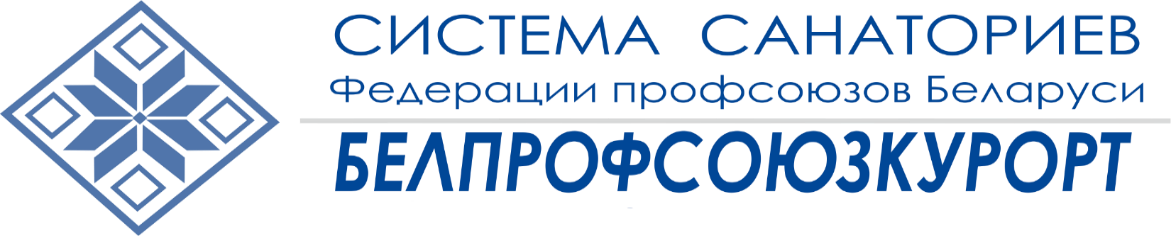 СИСТЕМА САНАТОРИЕВ
Федерации профсоюзов Беларуси
БЕЛПРОФСОЮЗКУРОРТ